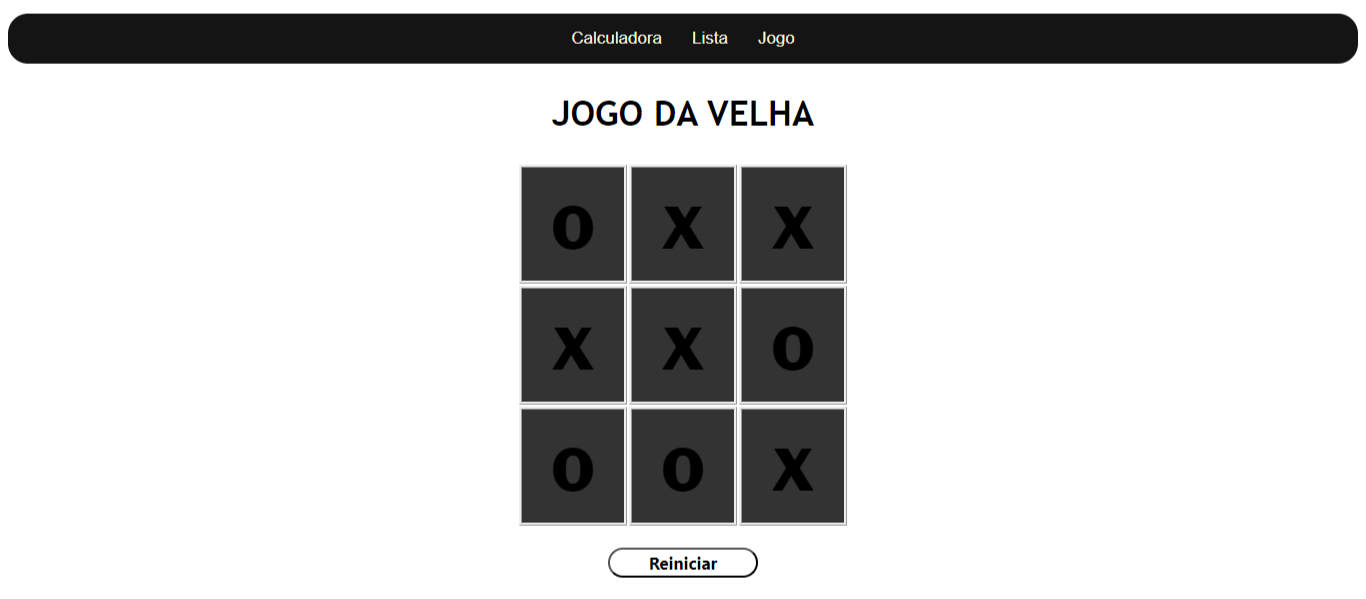 Calculadora Lista Jogo
JOGO DA VELHA
O X X
X X O
O O X
Reiniciar